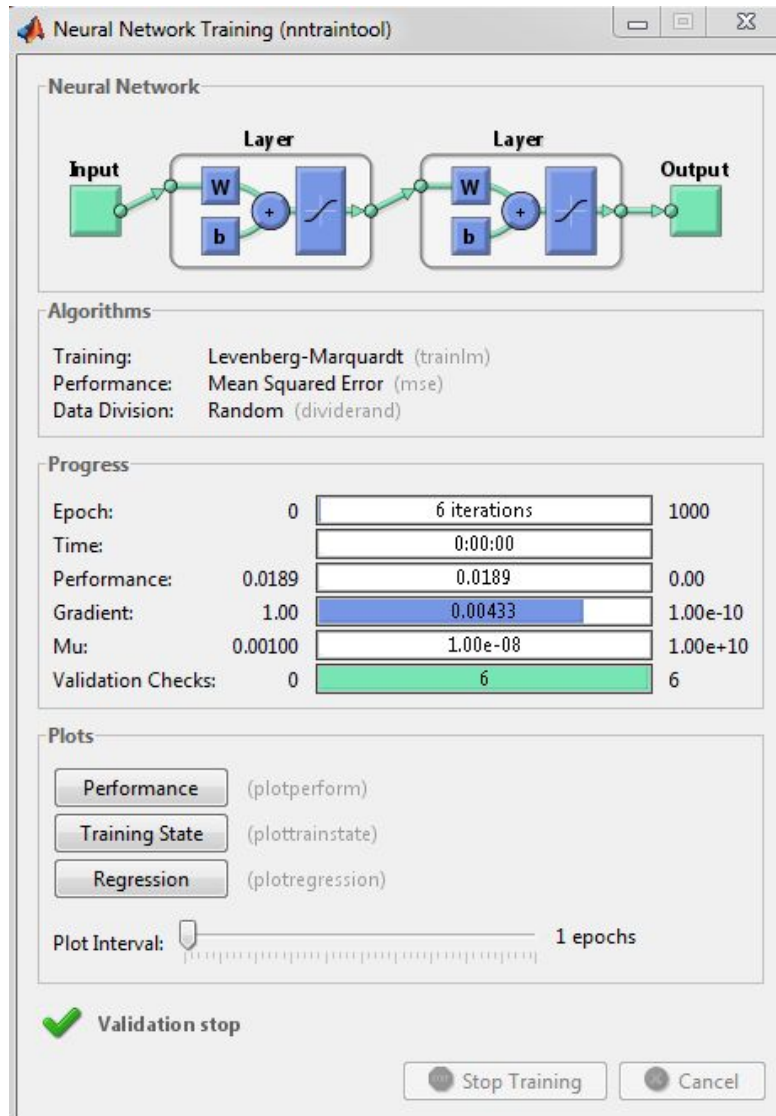 Neural Network Training (nntraintool)
Neural Network
Layer Layer
Input Output
W W
+ +
b b
Algorithms
Training: Levenberg-Marquardt (trainlm)
Performance: Mean Squared Error (mse)
Data Division: Random (dividerand)
Progress
Epoch: 0 6 iterations 1000
Time: 0:00:00
Performance: 0.0189 0.0189 0.00
Gradient: 1.00 0.00433 1.00e-10
Mu: 0.00100 1.00e-08 1.00e+10
Validation Checks: 0 6 6
Plots
Performance (plotperform)
Training State (plottrainstate)
Regression (plotregression)
Plot Interval: 1 epochs
Validation stop
Stop Training Cancel